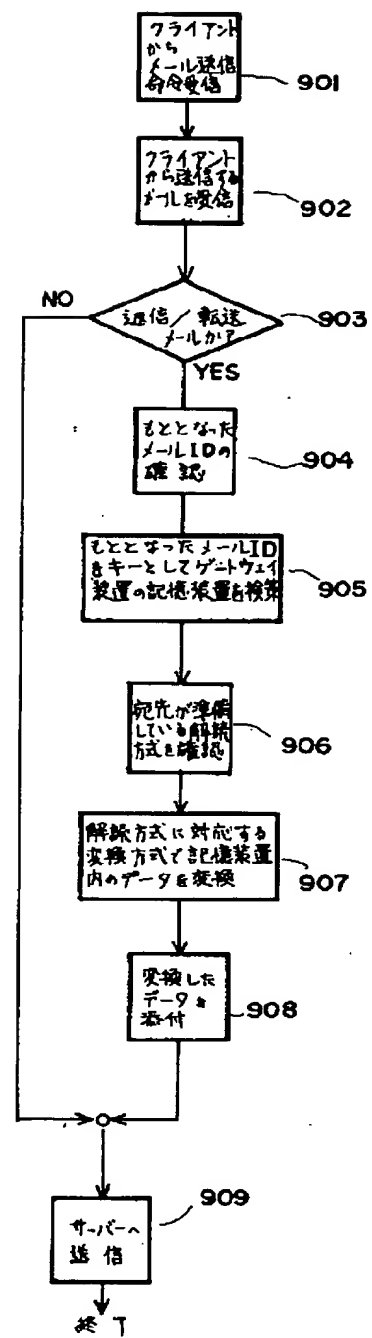 クライアント
から
メール送信
命令受信
901
クライアント
から送信する
メールを受信
902
NO
返信／転送
メールか?
903
YES
もととなった
メールIDの
確認
904
もととなったメールID
をキーとしてゲートウェイ
装置の記憶装置を検索
905
宛先が準備
している解読
方式を確認
906
解読方式に対応する
変換方式で記憶装置
内のデータを変換
907
変換した
データを
添付
908
サーバーへ
送信
909
終了